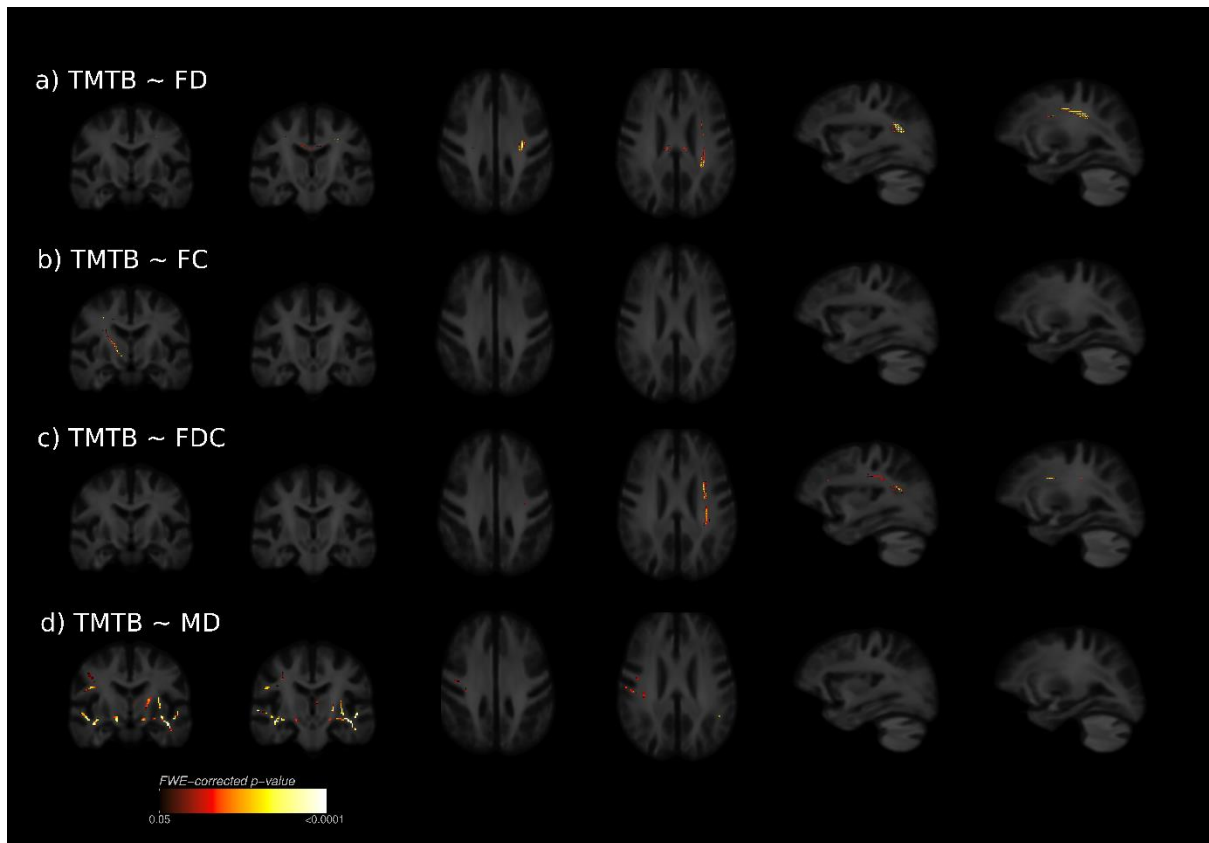 a) TMTB ~ FD
b) TMTB ~ FC
c) TMTB ~ FDC
d) TMTB ~ MD
FWE-corrected p-value
0.05 <0.0001